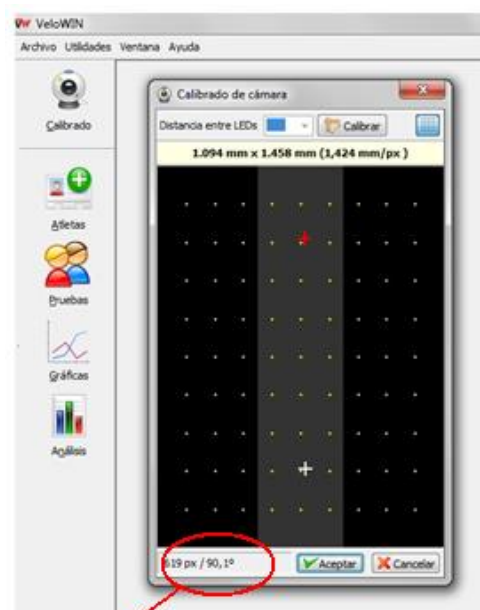 VeloWIN
Archivo Utilidades Ventana Ayuda
Calibrado
Atletas
Pruebas
Gráficas
Análisis
Calibrado de cámara
Distancia entre LEDs
Calibrar
1.094 mm x 1.458 mm (1,424 mm/px )
619 px / 90,1º
Aceptar
Cancelar